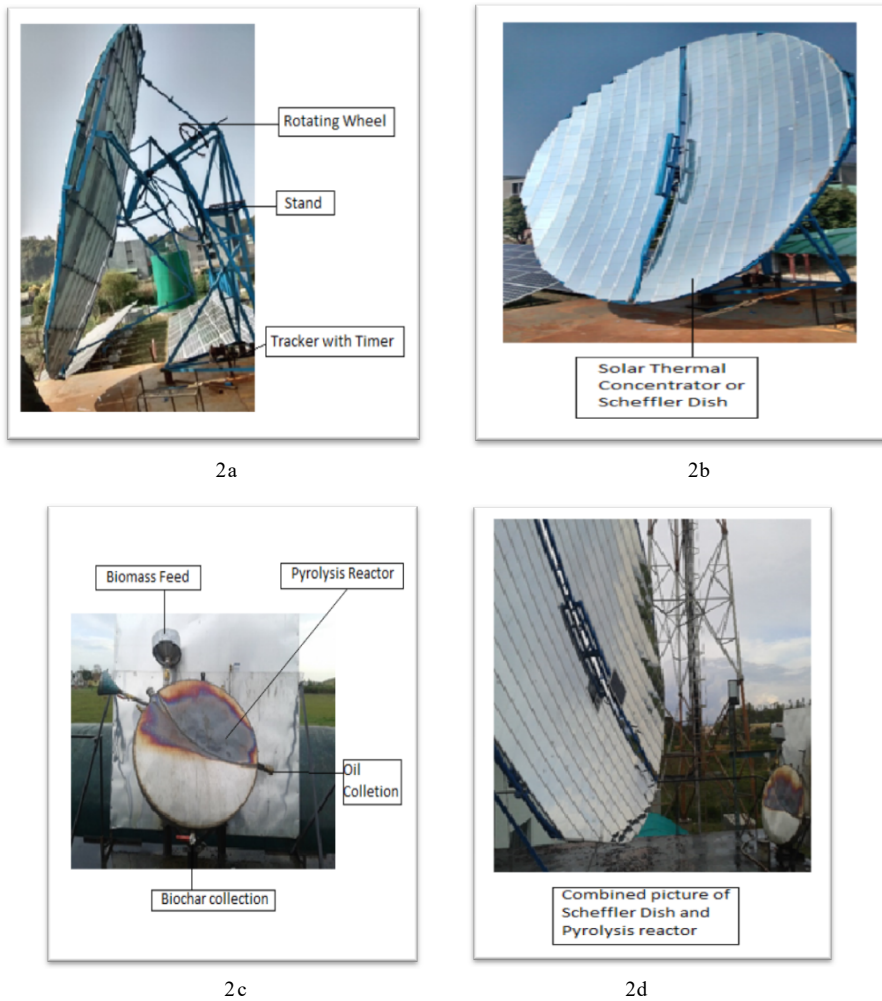 Rotating Wheel
Stand
Tracker with Timer
2a
Solar Thermal
Concentrator or
Scheffler Dish
2b
Biomass Feed
Pyrolysis Reactor
Oil
Colletion
Biochar collection
2c
Combined picture of
Scheffler Dish and
Pyrolysis reactor
2d